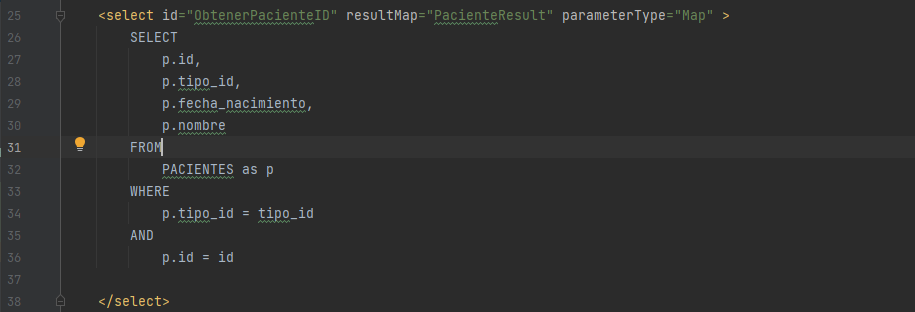 25 <select id="ObtenerPacienteID" resultMap="PacienteResult" parameterType="Map" >
26 SELECT
27 p.id,
28 p.tipo_id,
29 p.fecha_nacimiento,
30 p.nombre
31 FROM
32 PACIENTES as p
33 WHERE
34 p.tipo_id = tipo_id
35 AND
36 p.id = id
37
38 </select>